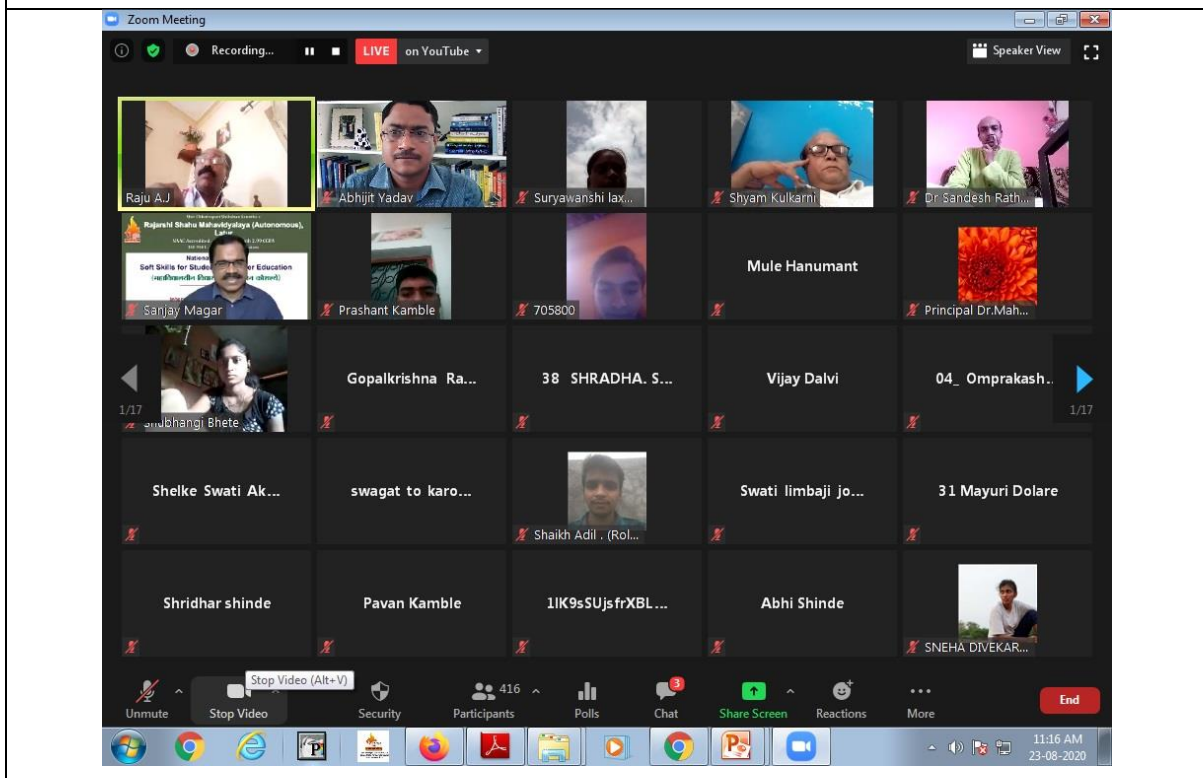 Zoom Meeting
Recording...
LIVE on YouTube
Speaker View
Raju A.J
Abhijit Yadav
Suryawanshi lax...
Shyam Kulkarni
Dr Sandesh Rath...
Rajarshi Shahu Mahavidyalaya (Autonomous),
Latur
Nationa
Soft Skills for Stude r Education
Sanjay Magar
Prashant Kamble
705800
Mule Hanumant
Principal Dr.Mah...
1/17
Shubhangi Bhete
Gopalkrishna Ra...
38 SHRADHA. S...
Vijay Dalvi
04_ Omprakash..
1/17
Shelke Swati Ak...
swagat to karo...
Shaikh Adil . (Rol...
Swati limbaji jo...
31 Mayuri Dolare
Shridhar shinde
Pavan Kamble
1IK9sSUjsfrXBL...
Abhi Shinde
SNEHA DIVEKAR...
Stop Video (Alt+V)
Unmute
Stop Video
Security
416
Participants
Polls
3
Chat
Share Screen
Reactions
More
End
11:16 AM
23-08-2020